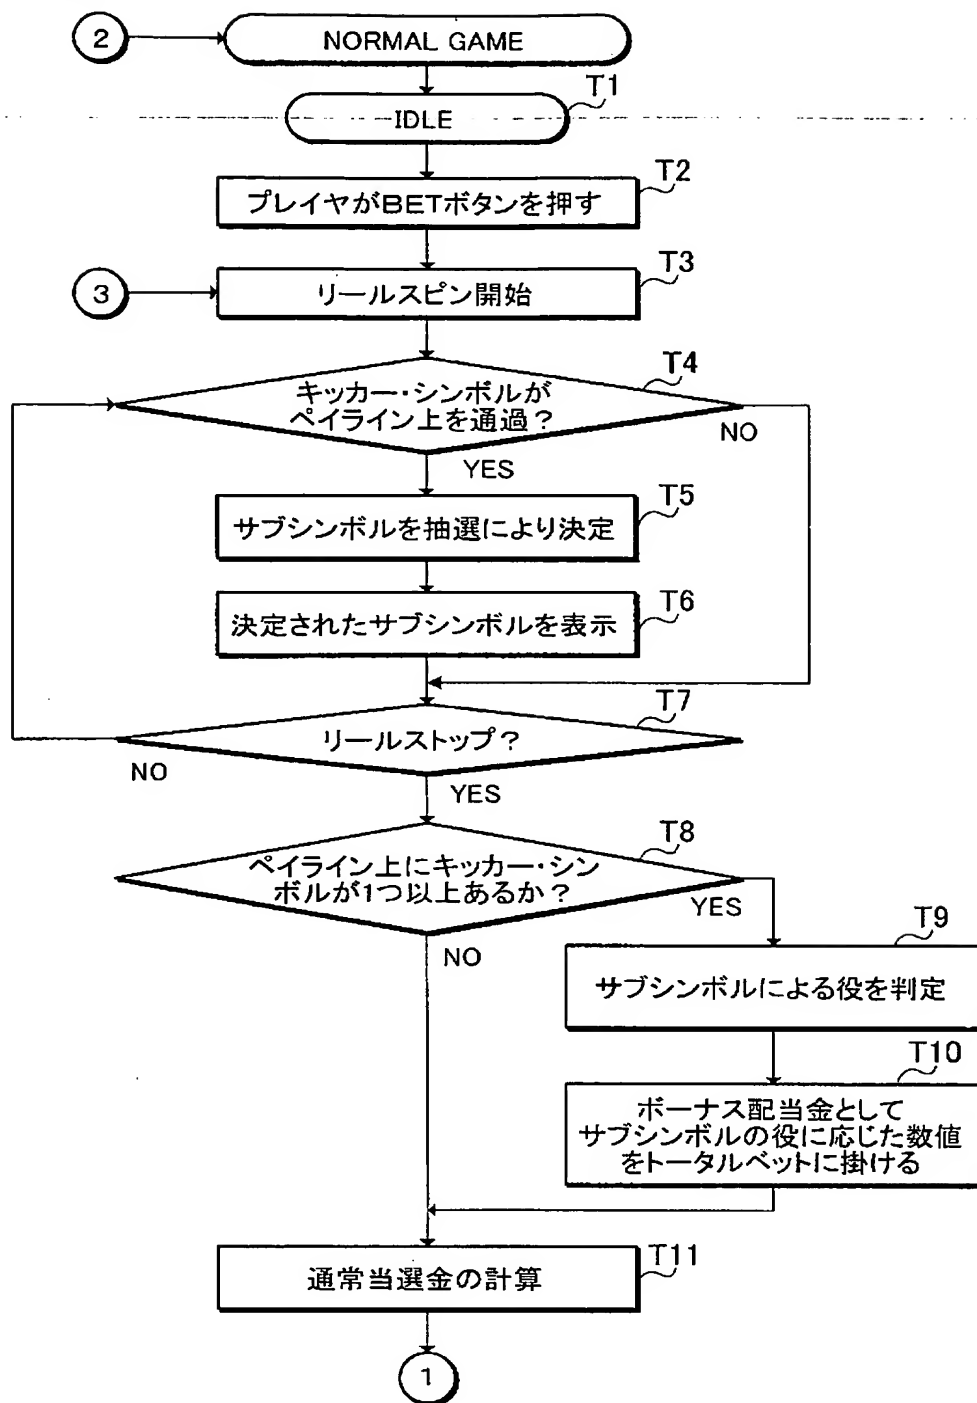 2
NORMAL GAME
T1
IDLE
T2
プレイヤがBETボタンを押す
T3
3
リールスピン開始
T4
キッカー・シンボルが
ペイライン上を通過？
NO
YES
T5
サブシンボルを抽選により決定
T6
決定されたサブシンボルを表示
T7
リールストップ？
NO
YES
T8
ペイライン上にキッカー・シン
ボルが1つ以上あるか？
YES
NO
T9
サブシンボルによる役を判定
T10
ボーナス配当金として
サブシンボルの役に応じた数値
をトータルベットに掛ける
T11
通常当選金の計算
1